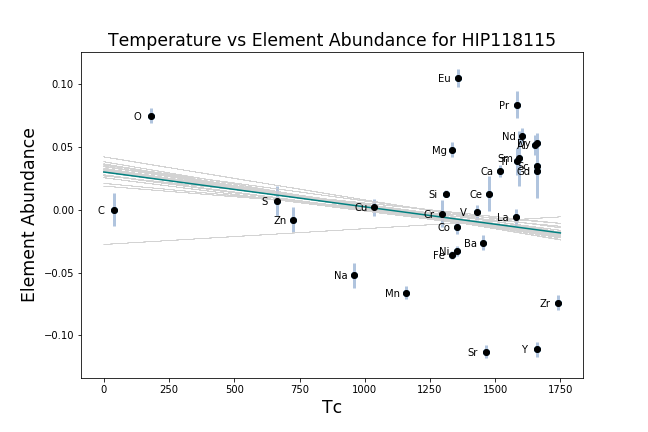 Temperature vs Element Abundance for HIP118115
Element Abundance
0.10
0.05
0.00
−0.05
−0.10
Eu
Pr
O
Nd
Mg
Ca
Si
Ce
S
C
Cu
Cr
V
La
Zn
Co
Ba
Ni
Fe
Na
Mn
Zr
Sr
Y
Sm
Gd
0
250
500
750
1000
1250
1500
1750
Tc